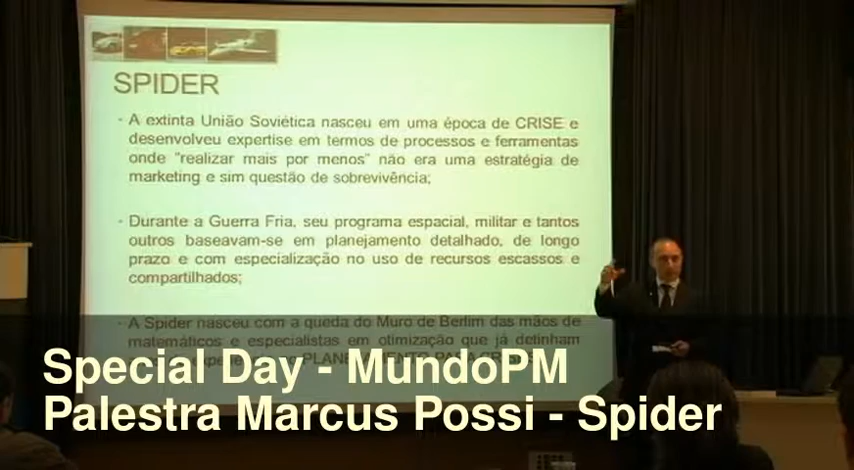 SPIDER
- A extinta União Soviética nasceu em uma época de CRISE e
desenvolveu expertise em termos de processos e ferramentas
onde "realizar mais por menos" não era uma estratégia de
marketing e sim questão de sobrevivência;
- Durante a Guerra Fria, seu programa espacial, militar e tantos
outros baseavam-se em planejamento detalhado, de longo
prazo e com especialização no uso de recursos escassos e
compartilhados;
- A Spider nasceu com a queda do Muro de Berlim das mãos de
matemáticos e especialistas em otimização que já detinham
PLANEJAMENTO PARA
Special Day - MundoPM
Palestra Marcus Possi - Spider